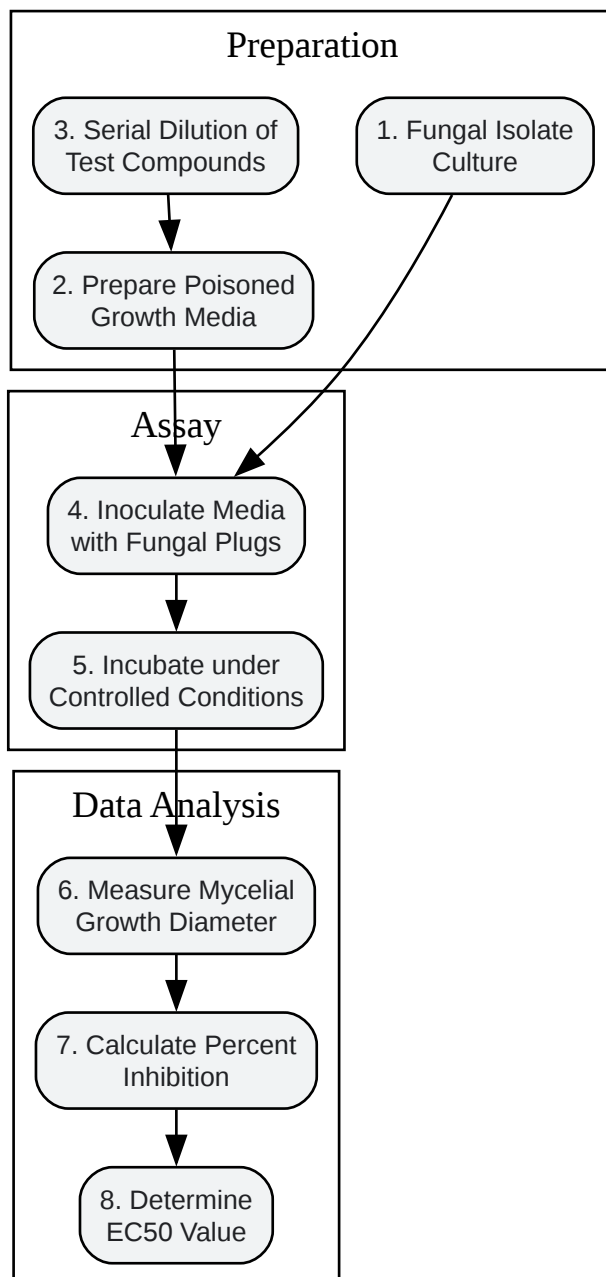 Preparation
3. Serial Dilution of
Test Compounds
1. Fungal Isolate
Culture
2. Prepare Poisoned
Growth Media
Assay
4. Inoculate Media
with Fungal Plugs
5. Incubate under
Controlled Conditions
Data Analysis
6. Measure Mycelial
Growth Diameter
7. Calculate Percent
Inhibition
8. Determine
EC50 Value